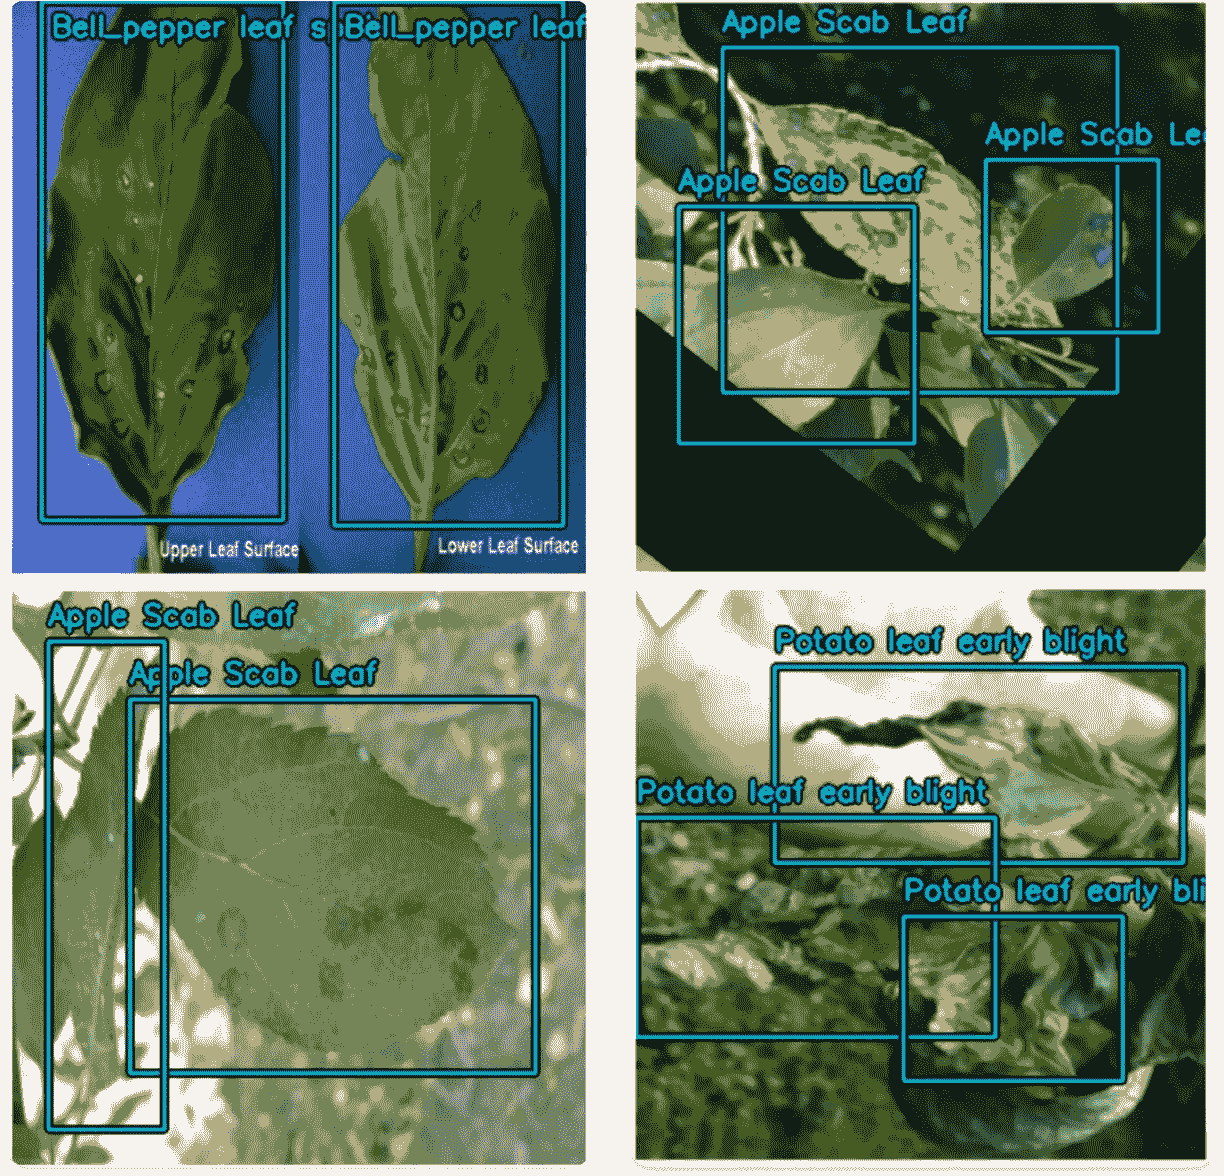 Bell_pepper leaf s
Bell_pepper leaf
Upper Leaf Surface
Lower Leaf Surface
Apple Scab Leaf
Apple Scab Le
Apple Scab Leaf
Apple Scab Leaf
Apple Scab Leaf
Potato leaf early blight
Potato leaf early blight
Potato leaf early bli